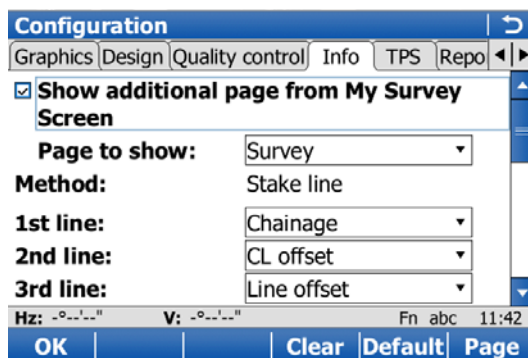 Configuration
Graphics Design Quality control Info TPS Repo
Show additional page from My Survey
Screen
Page to show: Survey
Method: Stake line
1st line: Chainage
2nd line: CL offset
3rd line: Line offset
Hz: -°--'--" V: -°--'--" Fn abc 11:42
OK Clear Default Page